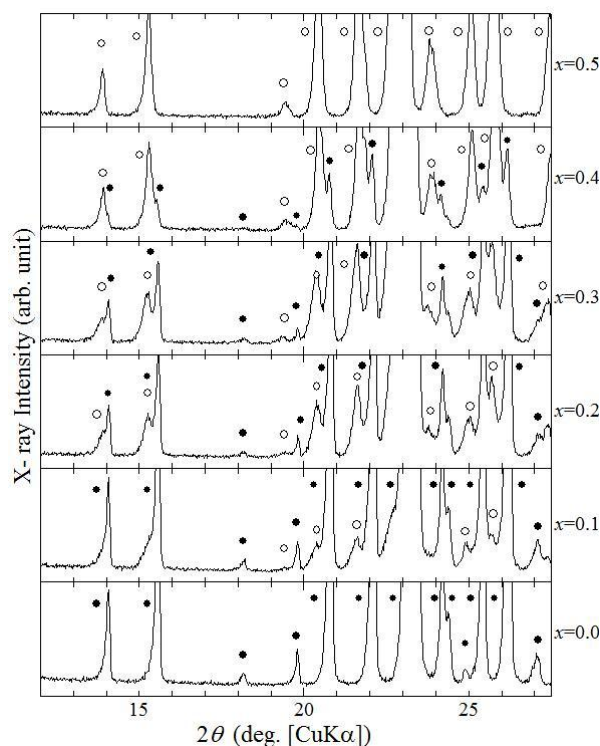 x=0.5
x=0.4
x=0.3
x=0.2
x=0.1
x=0.0
X- ray Intensity (arb. unit)
15
20
25
2θ (deg. [CuKα])